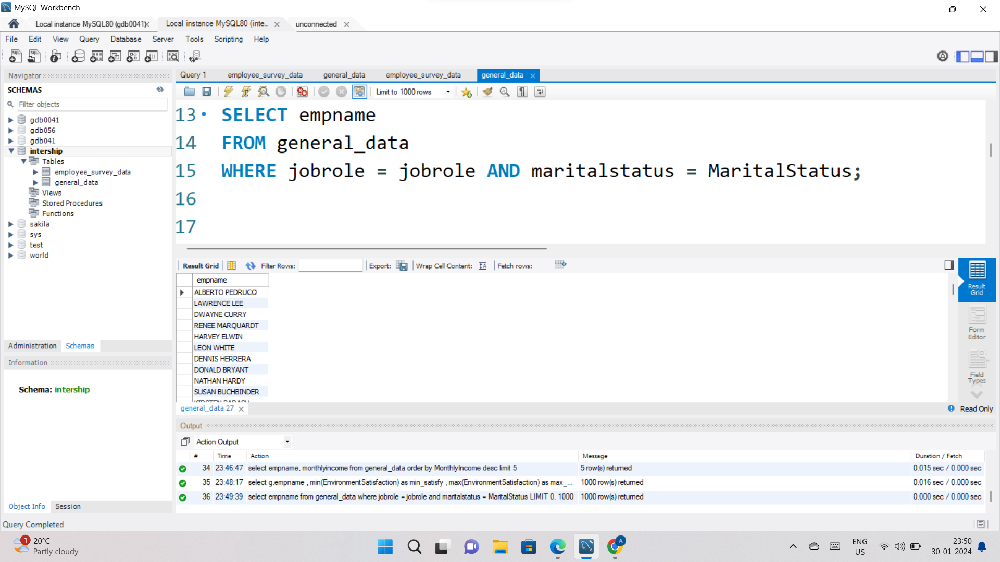 MySQL Workbench
Local instance MySQL80 (gdb0041)
Local instance MySQL80 (inte...
unconnected
File Edit View Query Database Server Tools Scripting Help
Navigator
SCHEMAS
Filter objects
gdb0041
gdb056
gdb041
intership
Tables
employee_survey_data
general_data
Views
Stored Procedures
Functions
sakila
sys
test
world
Administration Schemas
Information
Schema: intership
Object Info Session
Query 1 employee_survey_data general_data employee_survey_data general_data
Limit to 1000 rows
13 SELECT empname
14 FROM general_data
15 WHERE jobrole = jobrole AND maritalstatus = MaritalStatus;
16
17
Result Grid Filter Rows: Export: Wrap Cell Content: Fetch rows:
empname
ALBERTO PEDRUCO
LAWRENCE LEE
DWAYNE CURRY
RENEE MARQUARDT
HARVEY ELWIN
LEON WHITE
DENNIS HERRERA
DONALD BRYANT
NATHAN HARDY
SUSAN BUCHBINDER
Result
Grid
Form
Editor
Field
Types
general_data 27
Read Only
Output
Action Output
# Time Action Message Duration / Fetch
34 23:46:47 select empname, monthlyincome from general_data order by MonthlyIncome desc limit 5 5 row(s) returned 0.015 sec / 0.000 sec
35 23:48:17 select g.empname , min(EnvironmentSatisfaction) as min_satisfy , max(EnvironmentSatisfaction) as max_... 1000 row(s) returned 0.016 sec / 0.000 sec
36 23:49:39 select empname from general_data where jobrole = jobrole and maritalstatus = MaritalStatus LIMIT 0, 1000 1000 row(s) returned 0.000 sec / 0.000 sec
Query Completed
1
20°C
Partly cloudy
A
ENG
US
23:50
30-01-2024